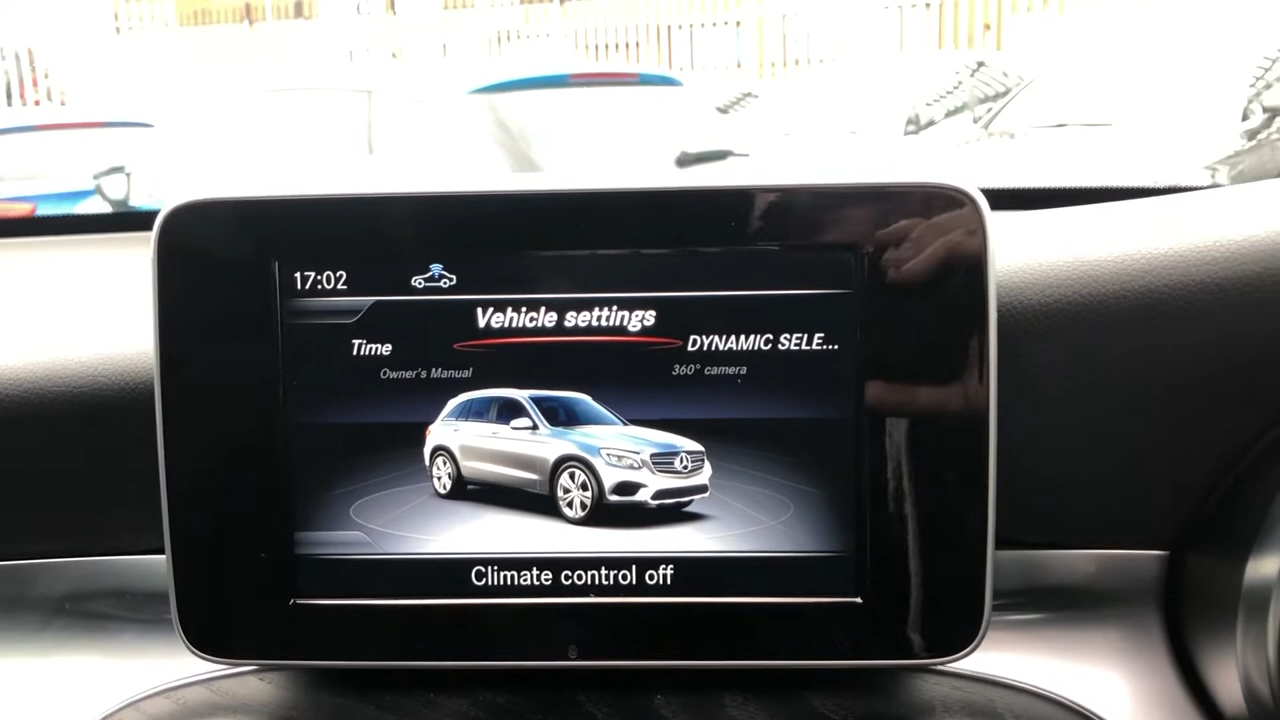 17:02
Vehicle settings
Time
DYNAMIC SELE...
Owner's Manual
360° camera
Climate control off